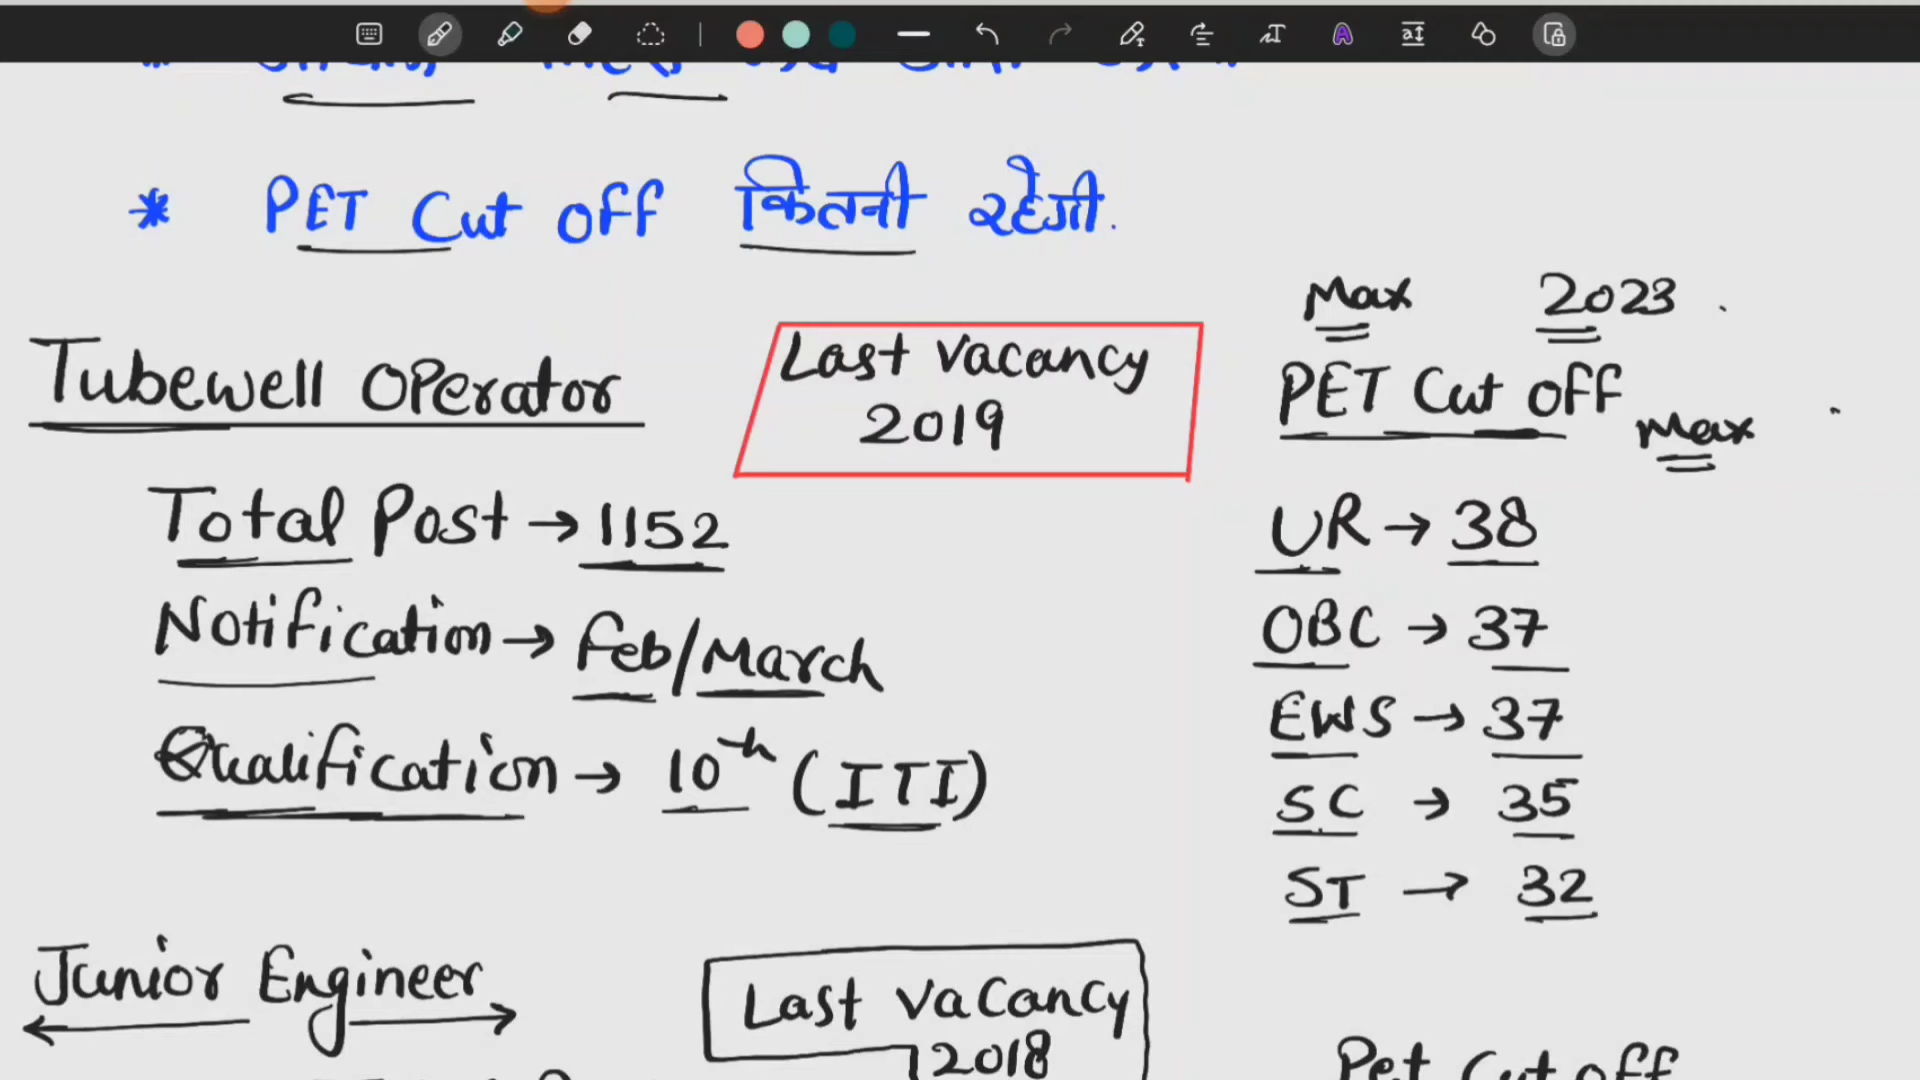 * PET Cut off कितनी रहेगी.
Tubewell Operator
Last Vacancy
2019
Total Post → 1152
Notification → Feb/March
Qualification → 10th (ITI)
Max 2023
PET Cut off
Max
UR → 38
OBC → 37
EWS → 37
SC → 35
ST → 32
Junior Engineer
Last Vacancy
2018
Pet Cut off